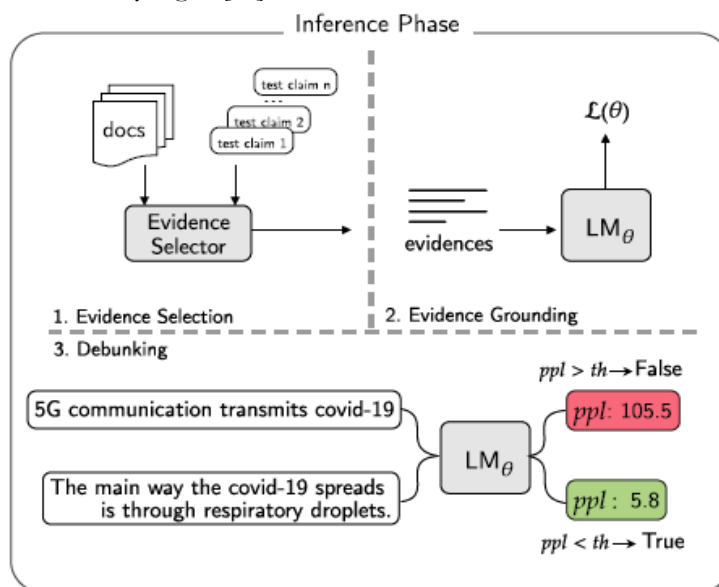 Inference Phase
docs
test claim n
...
test claim 2
test claim 1
Evidence
Selector
1. Evidence Selection
ℒ(θ)
evidences
LMθ
2. Evidence Grounding
3. Debunking
5G communication transmits covid-19
The main way the covid-19 spreads
is through respiratory droplets.
LMθ
ppl > th→False
ppl: 105.5
ppl : 5.8
ppl < th→ True